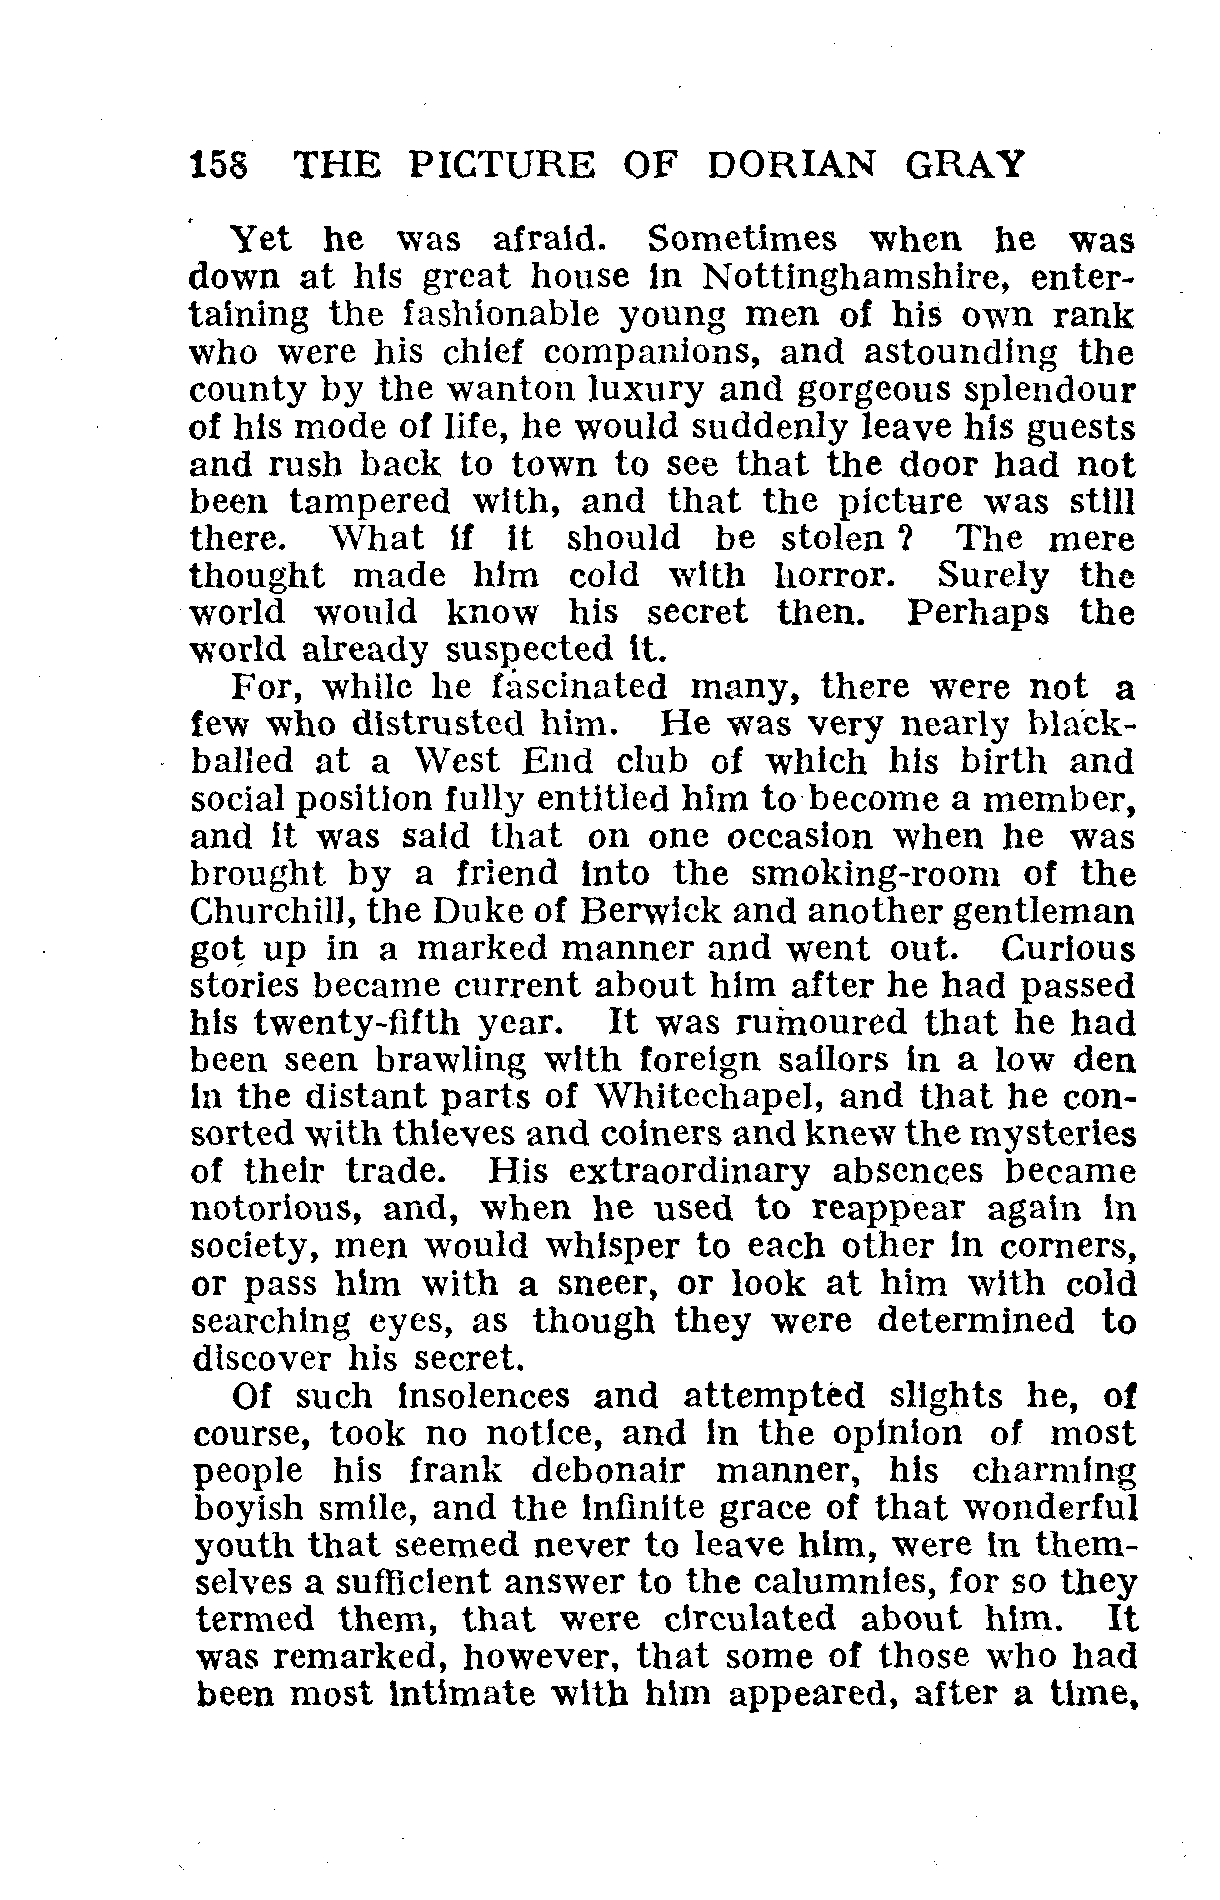 158 THE PICTURE OF DORIAN GRAY
Yet he was afraid. Sometimes when he was
down at his great house in Nottinghamshire, enter-
taining the fashionable young men of his own rank
who were his chief companions, and astounding the
county by the wanton luxury and gorgeous splendour
of his mode of life, he would suddenly leave his guests
and rush back to town to see that the door had not
been tampered with, and that the picture was still
there. What if it should be stolen ? The mere
thought made him cold with horror. Surely the
world would know his secret then. Perhaps the
world already suspected it.
For, while he fascinated many, there were not a
few who distrusted him. He was very nearly black-
balled at a West End club of which his birth and
social position fully entitled him to become a member,
and it was said that on one occasion when he was
brought by a friend into the smoking-room of the
Churchill, the Duke of Berwick and another gentleman
got up in a marked manner and went out. Curious
stories became current about him after he had passed
his twenty-fifth year. It was rumoured that he had
been seen brawling with foreign sailors in a low den
in the distant parts of Whitechapel, and that he con-
sorted with thieves and coiners and knew the mysteries
of their trade. His extraordinary absences became
notorious, and, when he used to reappear again in
society, men would whisper to each other in corners,
or pass him with a sneer, or look at him with cold
searching eyes, as though they were determined to
discover his secret.
Of such insolences and attempted slights he, of
course, took no notice, and in the opinion of most
people his frank debonair manner, his charming
boyish smile, and the infinite grace of that wonderful
youth that seemed never to leave him, were in them-
selves a sufficient answer to the calumnies, for so they
termed them, that were circulated about him. It
was remarked, however, that some of those who had
been most intimate with him appeared, after a time,